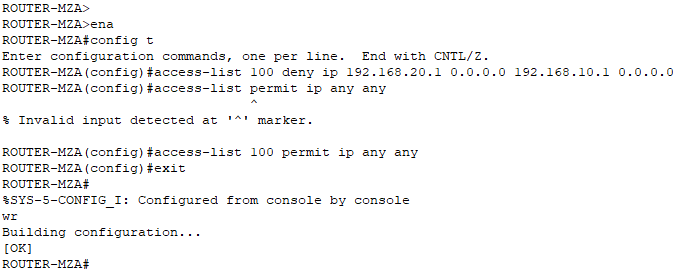 ROUTER-MZA>
ROUTER-MZA>ena
ROUTER-MZA#config t
Enter configuration commands, one per line.  End with CNTL/Z.
ROUTER-MZA(config)#access-list 100 deny ip 192.168.20.1 0.0.0.0 192.168.10.1 0.0.0.0
ROUTER-MZA(config)#access-list permit ip any any
^
% Invalid input detected at '^' marker.
ROUTER-MZA(config)#access-list 100 permit ip any any
ROUTER-MZA(config)#exit
ROUTER-MZA#
%SYS-5-CONFIG_I: Configured from console by console
wr
Building configuration...
[OK]
ROUTER-MZA#